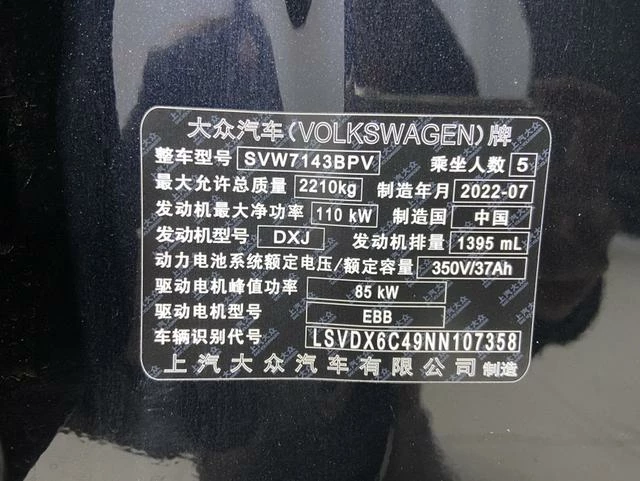 大众汽车(VOLKSWAGEN)牌
整车型号 SVW7143BPV 乘坐人数 5
最大允许总质量 2210kg 制造年月 2022-07
发动机最大净功率 110 kW 制造国 中国
发动机型号 DXJ 发动机排量 1395 mL
动力电池系统额定电压/额定容量 350V/37Ah
驱动电机峰值功率 85 kW
驱动电机型号 EBB
车辆识别代号 LSVDX6C49NN107358
上汽大众汽车有限公司 制造